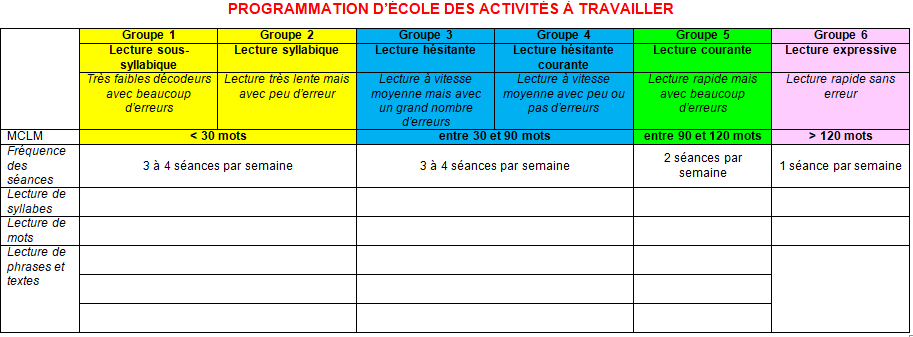 PROGRAMMATION D'ÉCOLE DES ACTIVITÉS À TRAVAILLER
Groupe 1 Groupe 2 Groupe 3 Groupe 4 Groupe 5 Groupe 6
Lecture sous-syllabique Lecture syllabique Lecture hésitante Lecture hésitante courante Lecture courante Lecture expressive
Très faibles décodeurs avec beaucoup d'erreurs Lecture très lente mais avec peu d'erreur Lecture à vitesse moyenne mais avec un grand nombre d'erreurs Lecture à vitesse moyenne avec peu ou pas d'erreurs Lecture rapide mais avec beaucoup d'erreurs Lecture rapide sans erreur
MCLM < 30 mots entre 30 et 90 mots entre 90 et 120 mots > 120 mots
Fréquence des séances 3 à 4 séances par semaine 3 à 4 séances par semaine 2 séances par semaine 1 séance par semaine
Lecture de syllabes
Lecture de mots
Lecture de phrases et textes